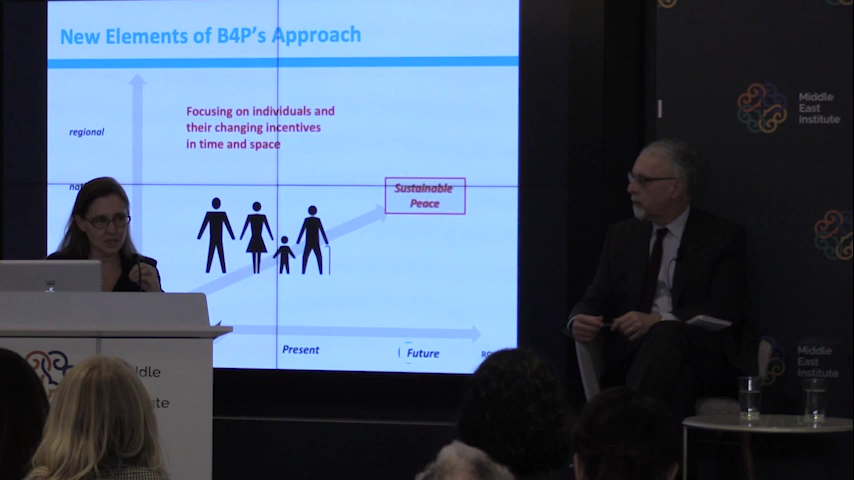 New Elements of B4P's Approach
Focusing on individuals and
their changing incentives
in time and space
regional
Sustainable
Peace
Present
Future
Middle
East
Institute
Middle
East
Institute